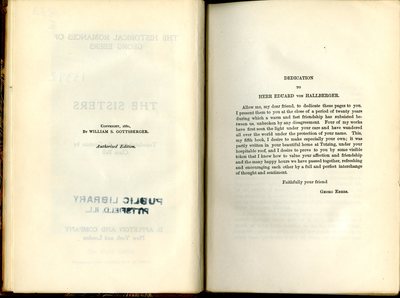 COPYRIGHT, 1880,
BY WILLIAM S. GOTTSBERGER.
Authorized Edition.
THE HISTORICAL ROMANCES OF
GEORG EBERS
THE SISTERS
PUBLIC LIBRARY
PITTSFIELD, ILL.
D. APPLETON AND COMPANY
New York and London
DEDICATION
TO
HERR EDUARD VON HALLBERGER.
Allow me, my dear friend, to dedicate these pages to you.
I present them to you at the close of a period of twenty years
during which a warm and fast friendship has subsisted be-
tween us, unbroken by any disagreement. Four of my works
have first seen the light under your care and have wandered
all over the world under the protection of your name. This,
my fifth book, I desire to make especially your own; it was
partly written in your beautiful home at Tutzing, under your
hospitable roof, and I desire to prove to you by some visible
token that I know how to value your affection and friendship
and the many happy hours we have passed together, refreshing
and encouraging each other by a full and perfect interchange
of thought and sentiment.
Faithfully your friend
GEORG EBERS.